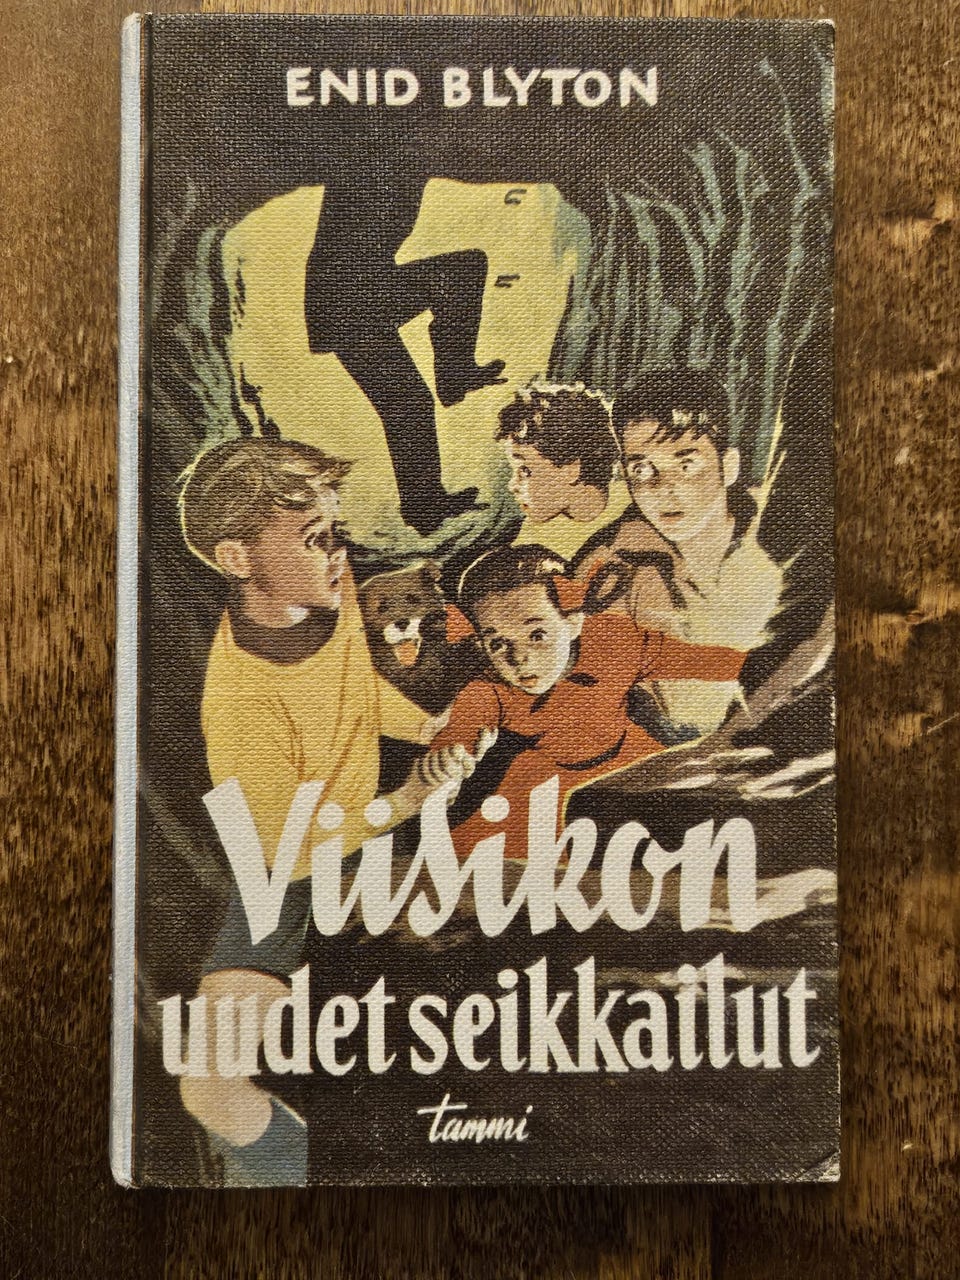 ENID BLYTON
Viisikon
uudet seikkailut
tammi